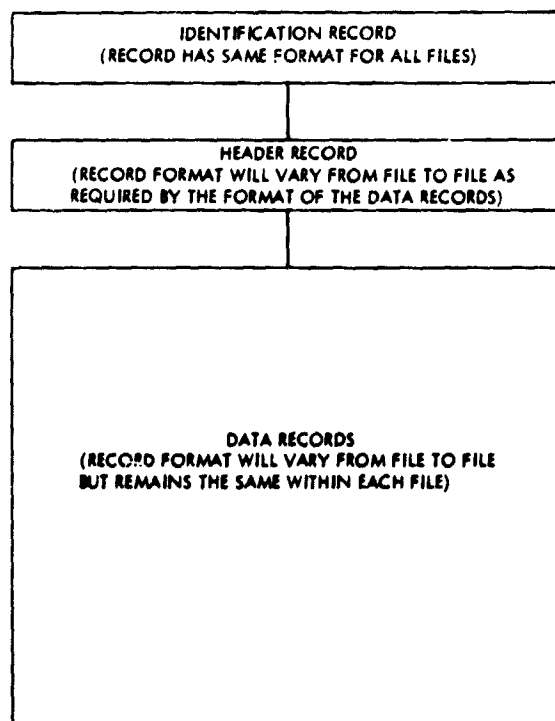 IDENTIFICATION RECORD
(RECORD HAS SAME FORMAT FOR ALL FILES)
HEADER RECORD
(RECORD FORMAT WILL VARY FROM FILE TO FILE AS
REQUIRED BY THE FORMAT OF THE DATA RECORDS)
DATA RECORDS
(RECORD FORMAT WILL VARY FROM FILE TO FILE
BUT REMAINS THE SAME WITHIN EACH FILE)